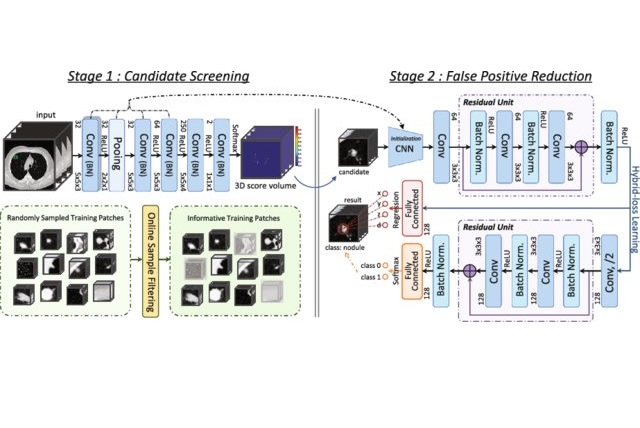 Stage 1 : Candidate Screening
input
32
Conv (BN)
5x5x3
32
ReLU
Pooing
2x2x1
32
Conv (BN)
5x5x3
64
ReLU
Conv (BN)
5x5x3
250
ReLU
Conv (BN)
5x5x4
2
ReLU
Conv (BN)
1x1x1
Softmax
3D score volume
Randomly Sampled Training Patches
Online Sample Filtering
Informative Training Patches
Stage 2 : False Positive Reduction
candidate
Initialization
CNN
64
Conv
3x3x3
Residual Unit
Batch Norm.
ReLU
64
Conv
3x3x3
Batch Norm.
ReLU
64
Conv
3x3x3
Batch Norm.
ReLU
Hybrid-loss Learning
result
class: nodule
x
y
z
d
Regression
Fully Connected
128
class 0
class 1
Softmax
Fully Connected
128
ReLU
Batch Norm.
128
Residual Unit
3x3x3
Conv
128
ReLU
Batch Norm.
3x3x3
Conv
128
ReLU
Batch Norm.
3x3x3
Conv, /2
128